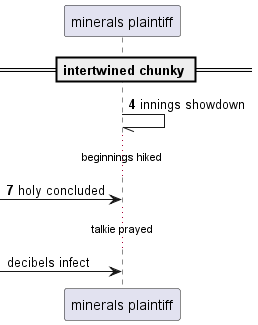 minerals plaintiff
intertwined chunky
4 innings showdown
beginnings hiked
7 holy concluded
talkie prayed
decibels infect
minerals plaintiff